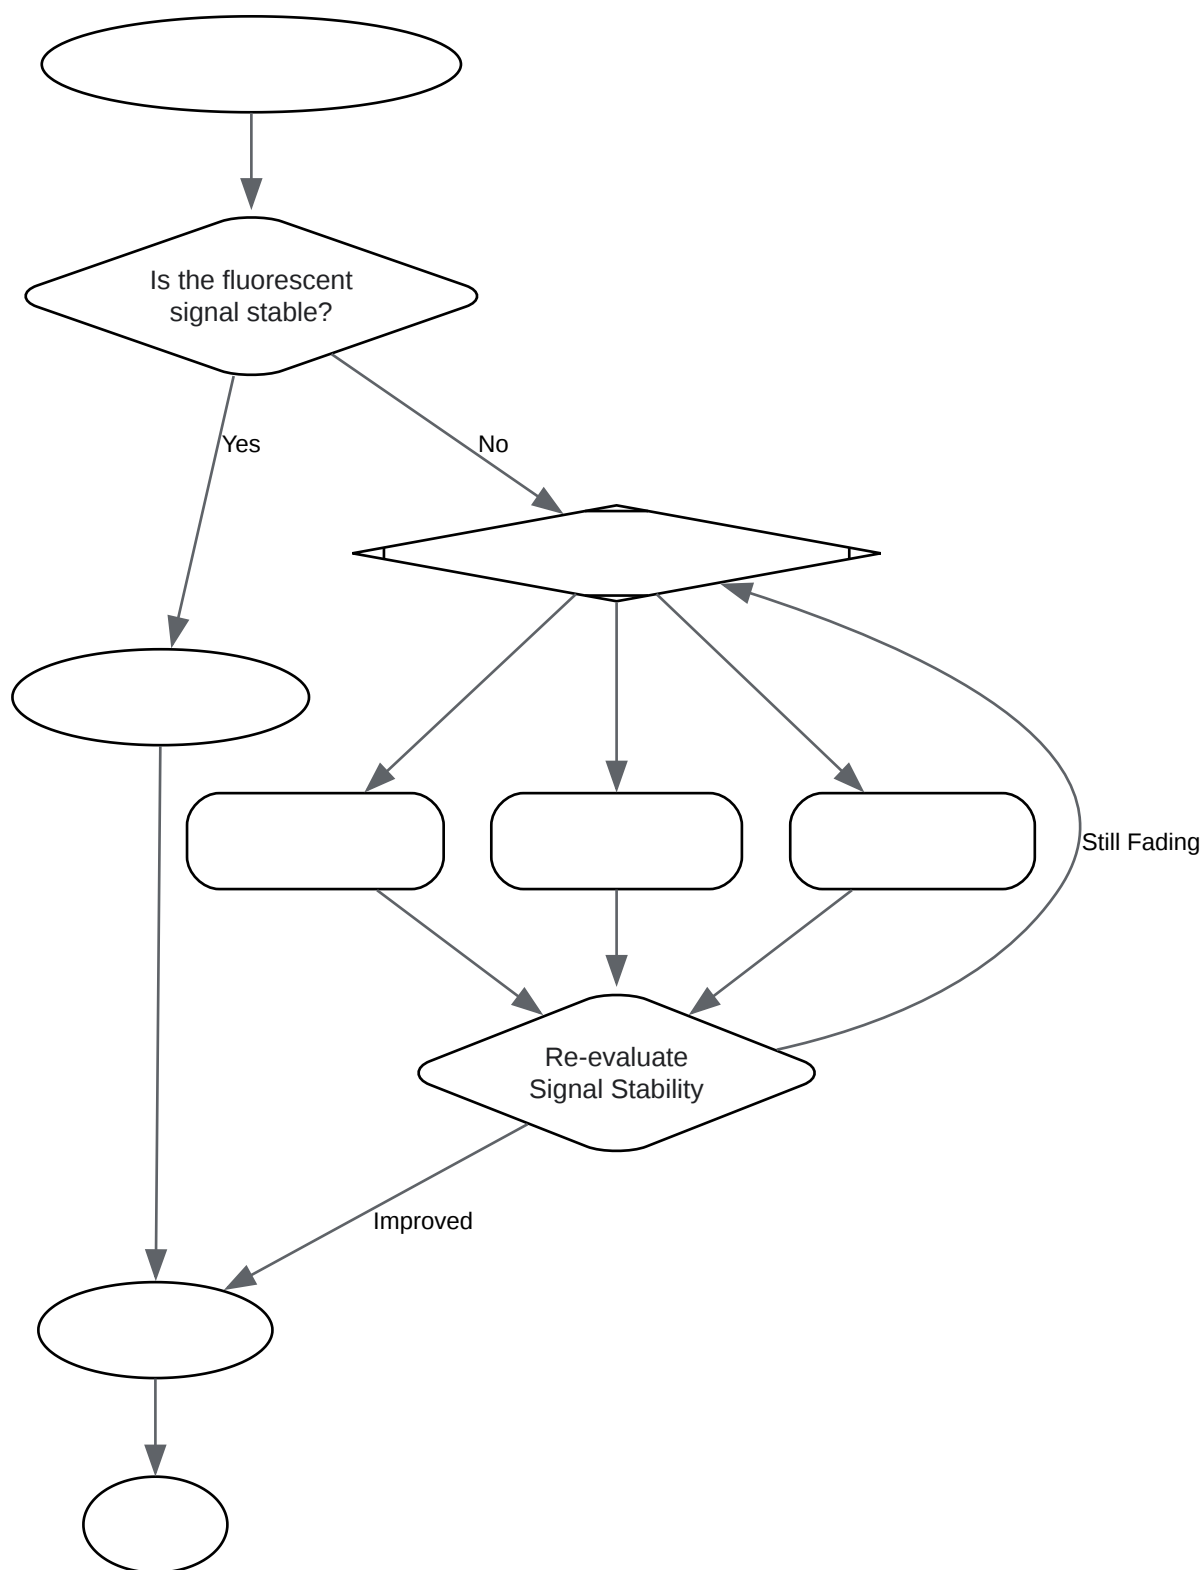 Is the fluorescent
signal stable?
Yes
No
Still Fading
Re-evaluate
Signal Stability
Improved